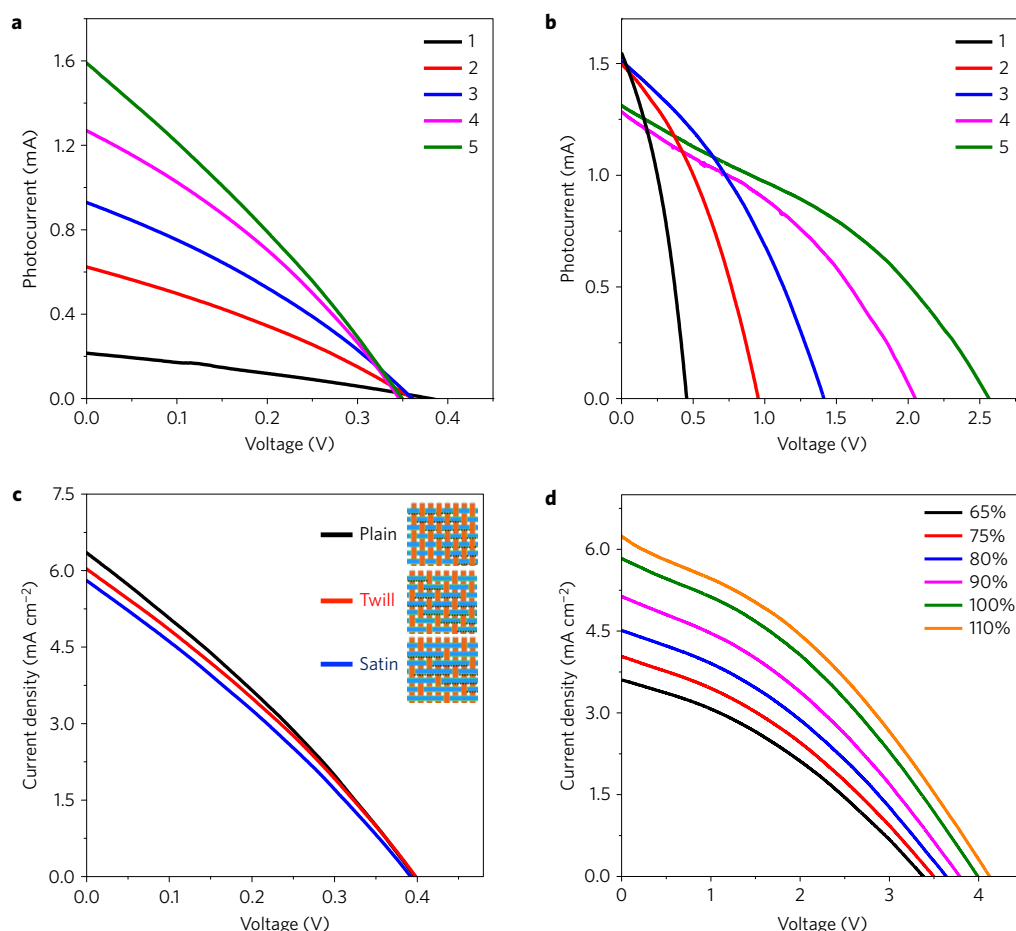 a
1.6
1.2
0.8
0.4
0.0
0.0 0.1 0.2 0.3 0.4
Photocurrent (mA)
Voltage (V)
1
2
3
4
5
b
1.5
1.0
0.5
0.0
0.0 0.5 1.0 1.5 2.0 2.5
Photocurrent (mA)
Voltage (V)
1
2
3
4
5
c
7.5
6.0
4.5
3.0
1.5
0.0
0.0 0.1 0.2 0.3 0.4
Current density (mA cm⁻²)
Voltage (V)
Plain
Twill
Satin
d
6.0
4.5
3.0
1.5
0.0
0 1 2 3 4
Current density (mA cm⁻²)
Voltage (V)
65%
75%
80%
90%
100%
110%